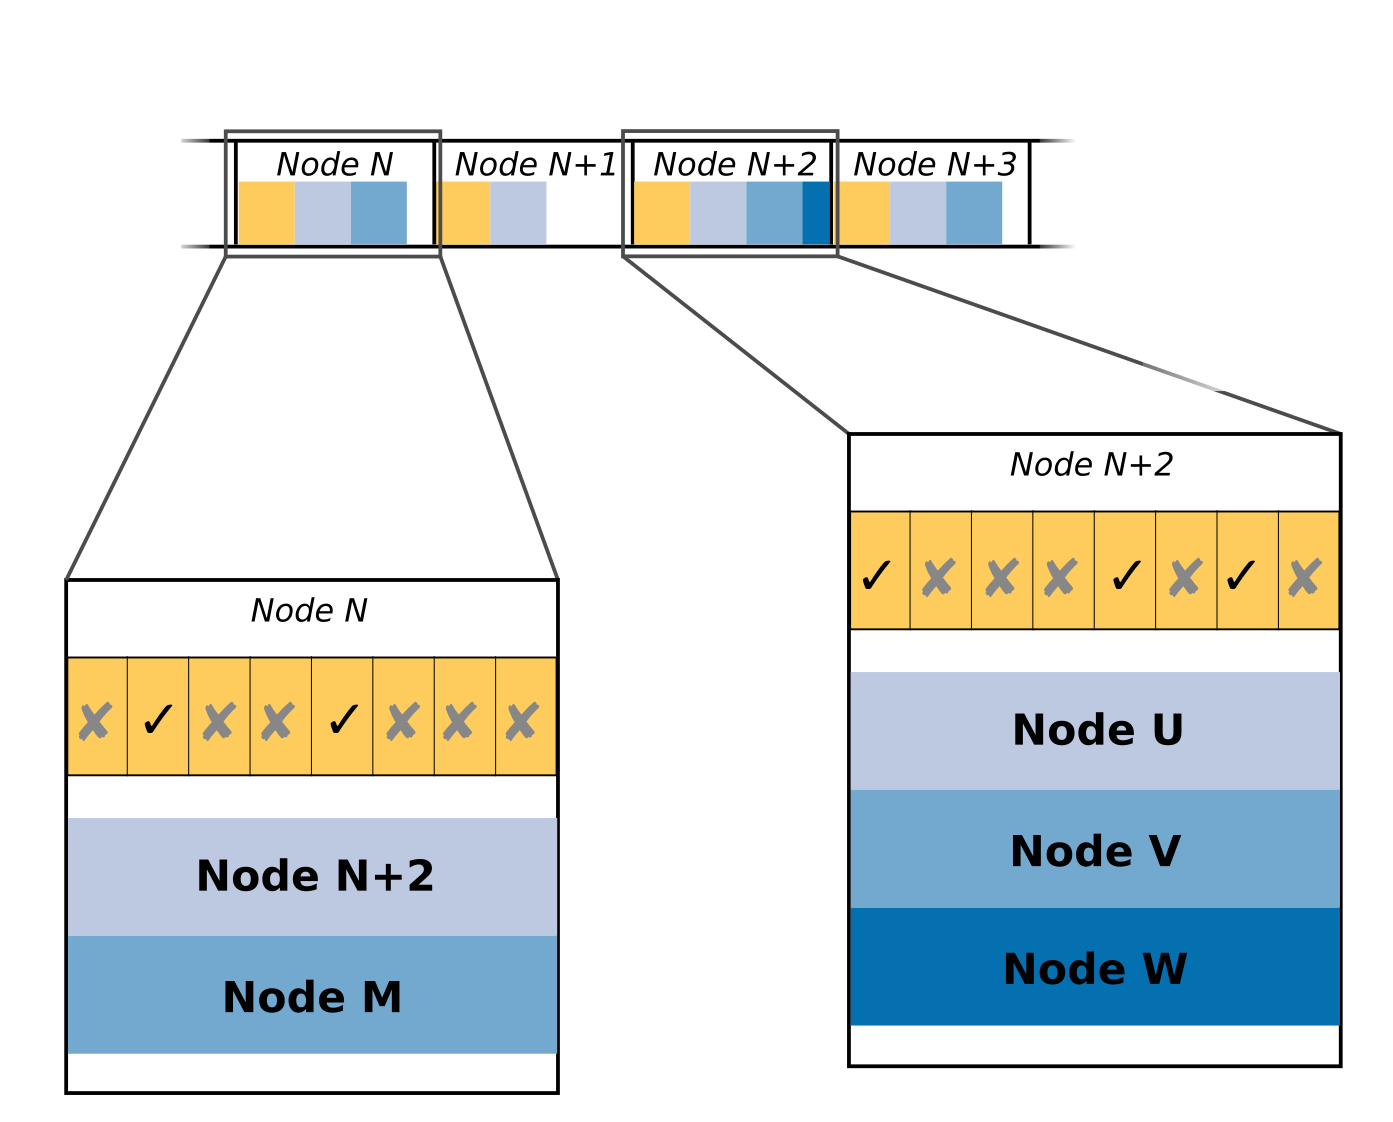 Node N
Node N+1
Node N+2
Node N+3
Node N+2
✓ ✘ ✘ ✘ ✓ ✘ ✓ ✘
Node N
✘ ✓ ✘ ✘ ✓ ✘ ✘ ✘
Node U
Node V
Node N+2
Node W
Node M